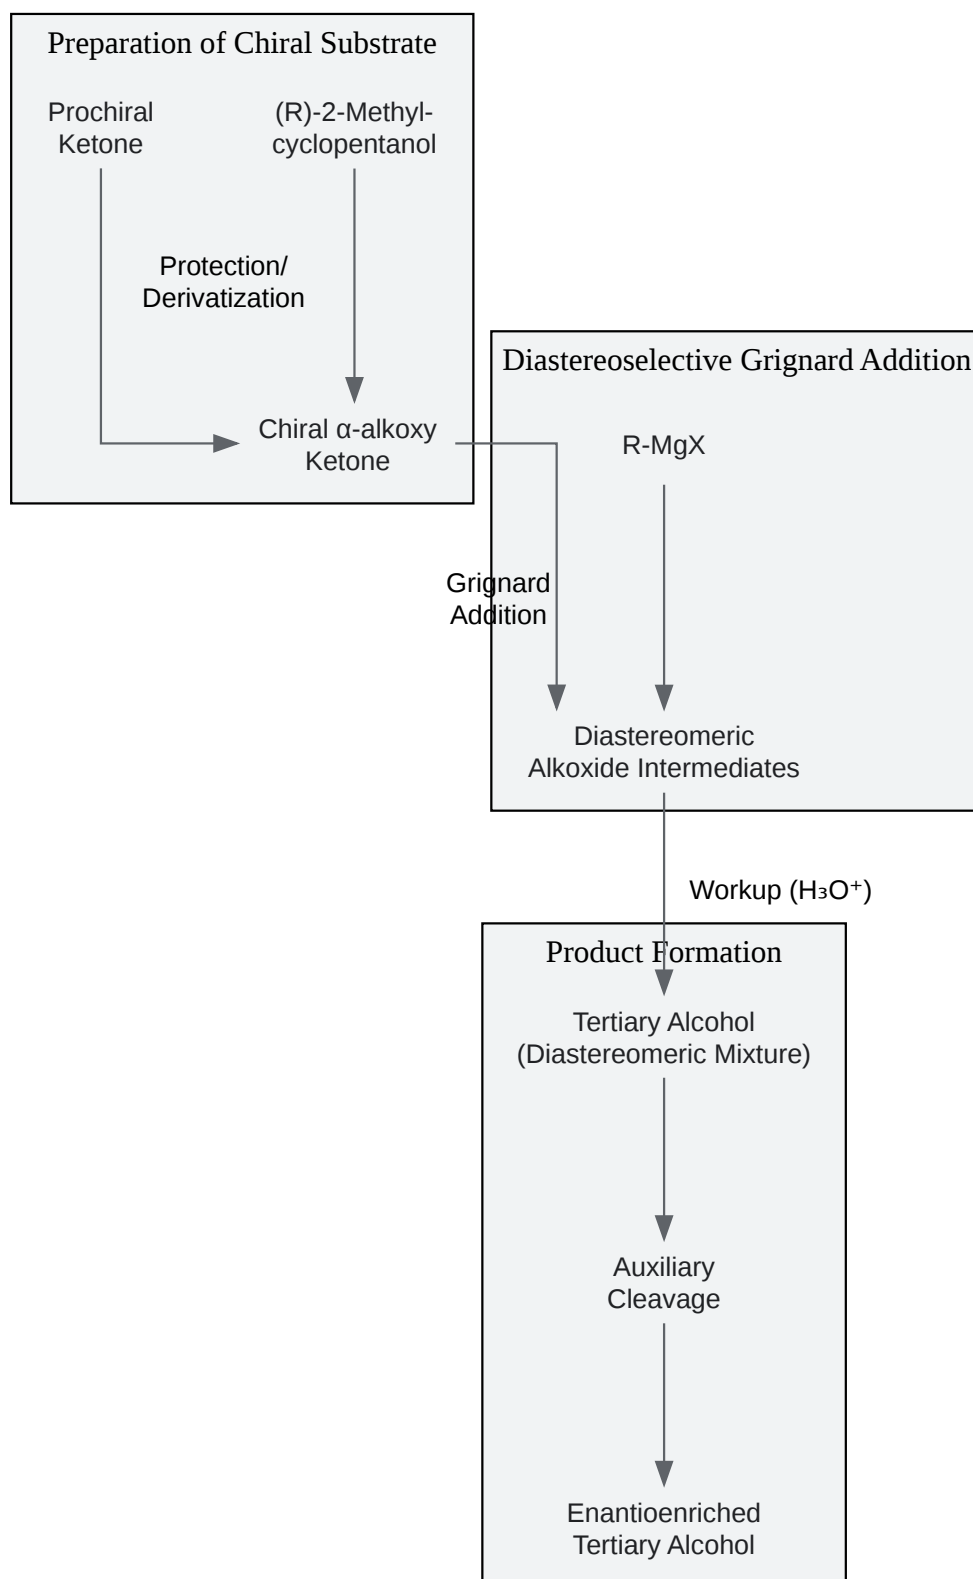 Preparation of Chiral Substrate
Prochiral
Ketone
(R)-2-Methyl-
cyclopentanol
Protection/
Derivatization
Chiral α-alkoxy
Ketone
Diastereoselective Grignard Addition
R-MgX
Grignard
Addition
Diastereomeric
Alkoxide Intermediates
Workup (H₃O⁺)
Product Formation
Tertiary Alcohol
(Diastereomeric Mixture)
Auxiliary
Cleavage
Enantioenriched
Tertiary Alcohol